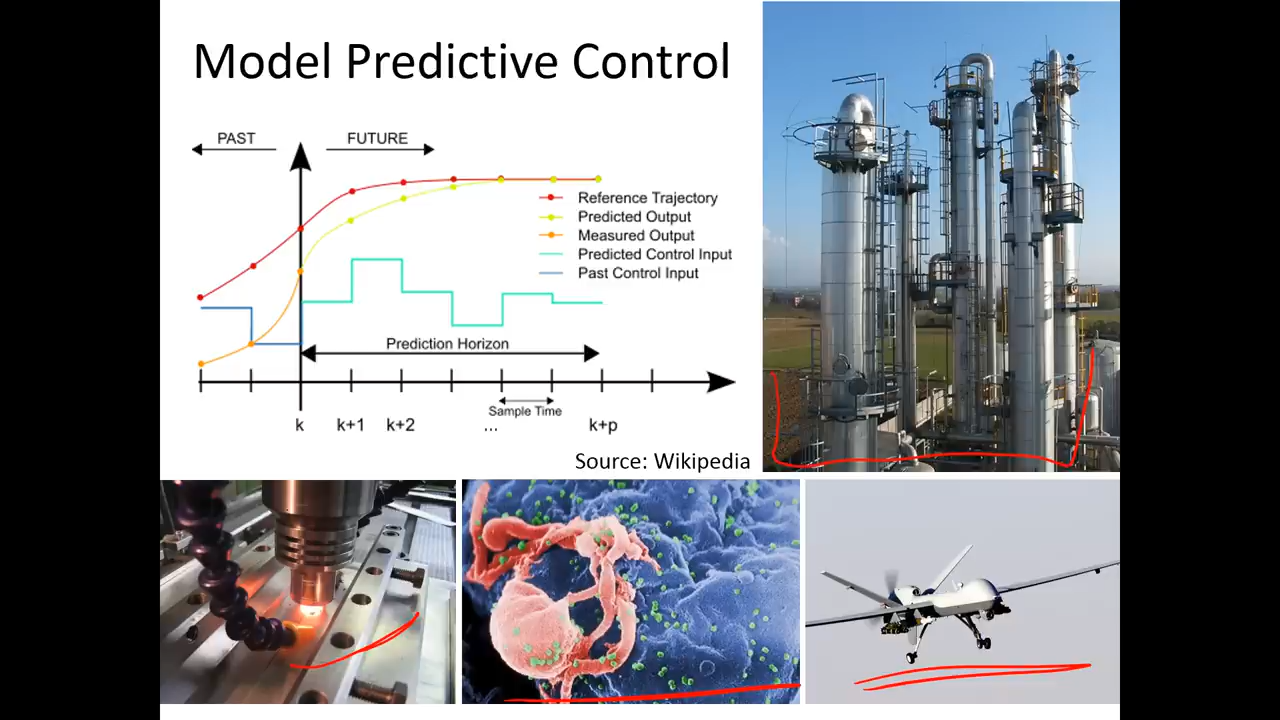 Model Predictive Control
PAST
FUTURE
Reference Trajectory
Predicted Output
Measured Output
Predicted Control Input
Past Control Input
Prediction Horizon
Sample Time
k
k+1
k+2
...
k+p
Source: Wikipedia